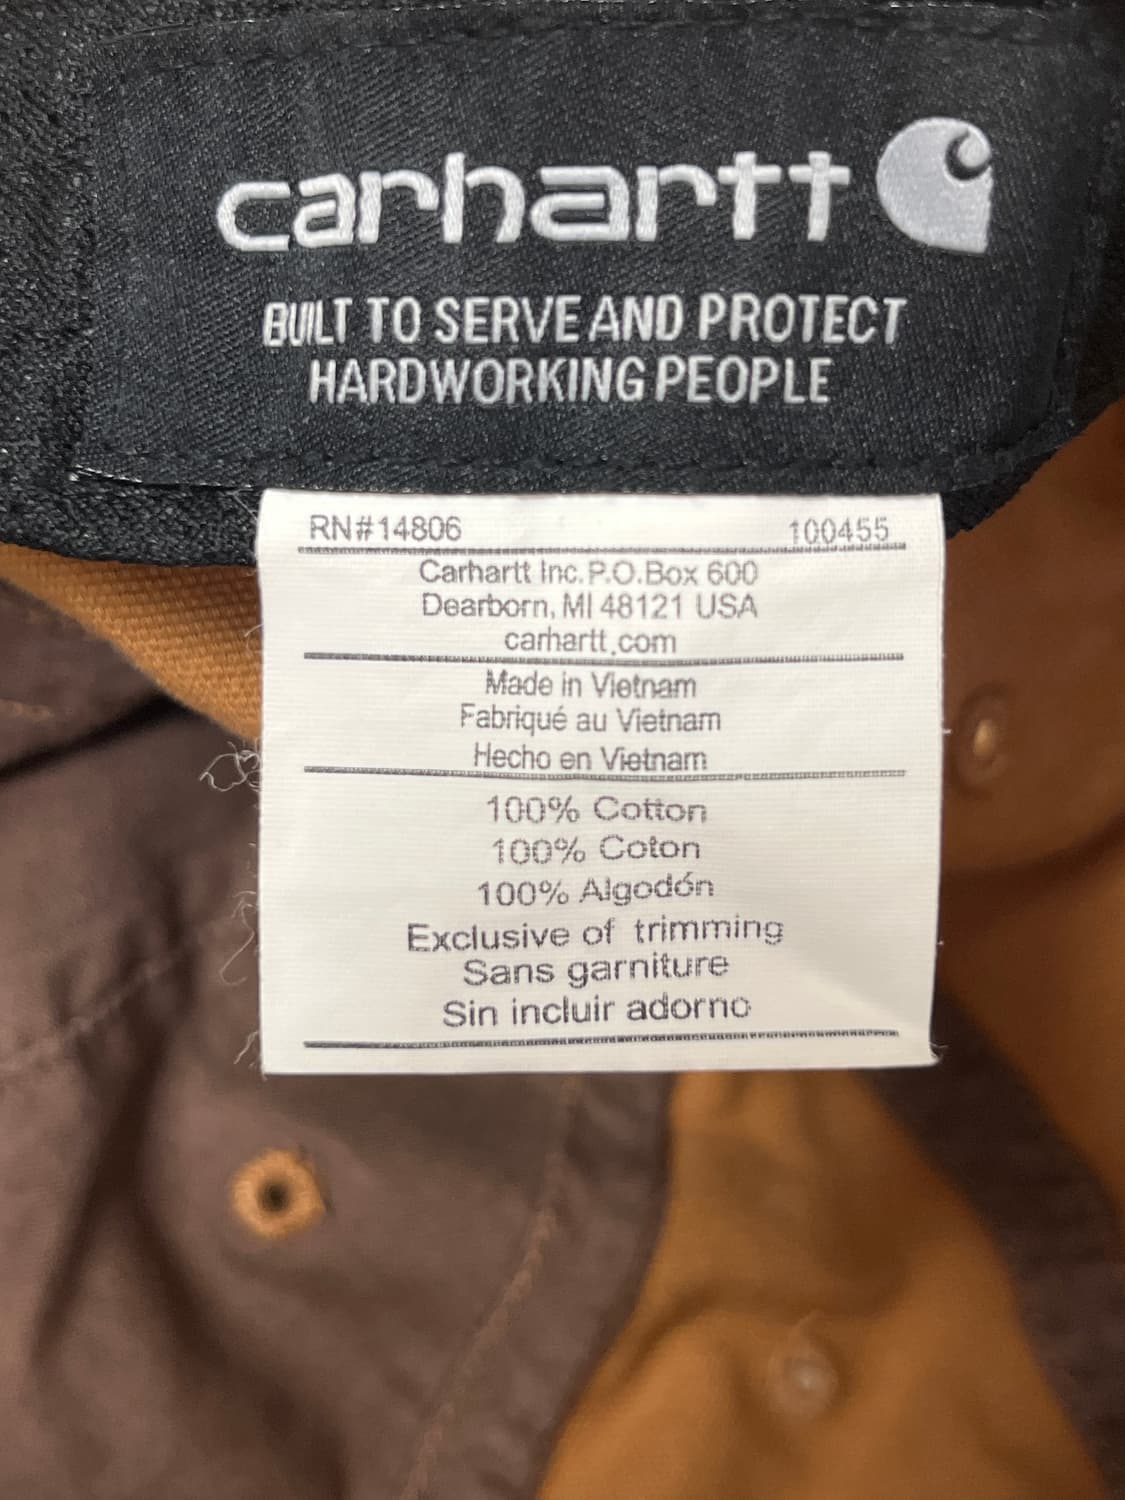 carhartt
BUILT TO SERVE AND PROTECT
HARDWORKING PEOPLE
RN#14806 100455
Carhartt Inc.P.O.Box 600
Dearborn, MI 48121 USA
carhartt.com
Made in Vietnam
Fabriqué au Vietnam
Hecho en Vietnam
100% Cotton
100% Coton
100% Algodón
Exclusive of trimming
Sans garniture
Sin incluir adorno